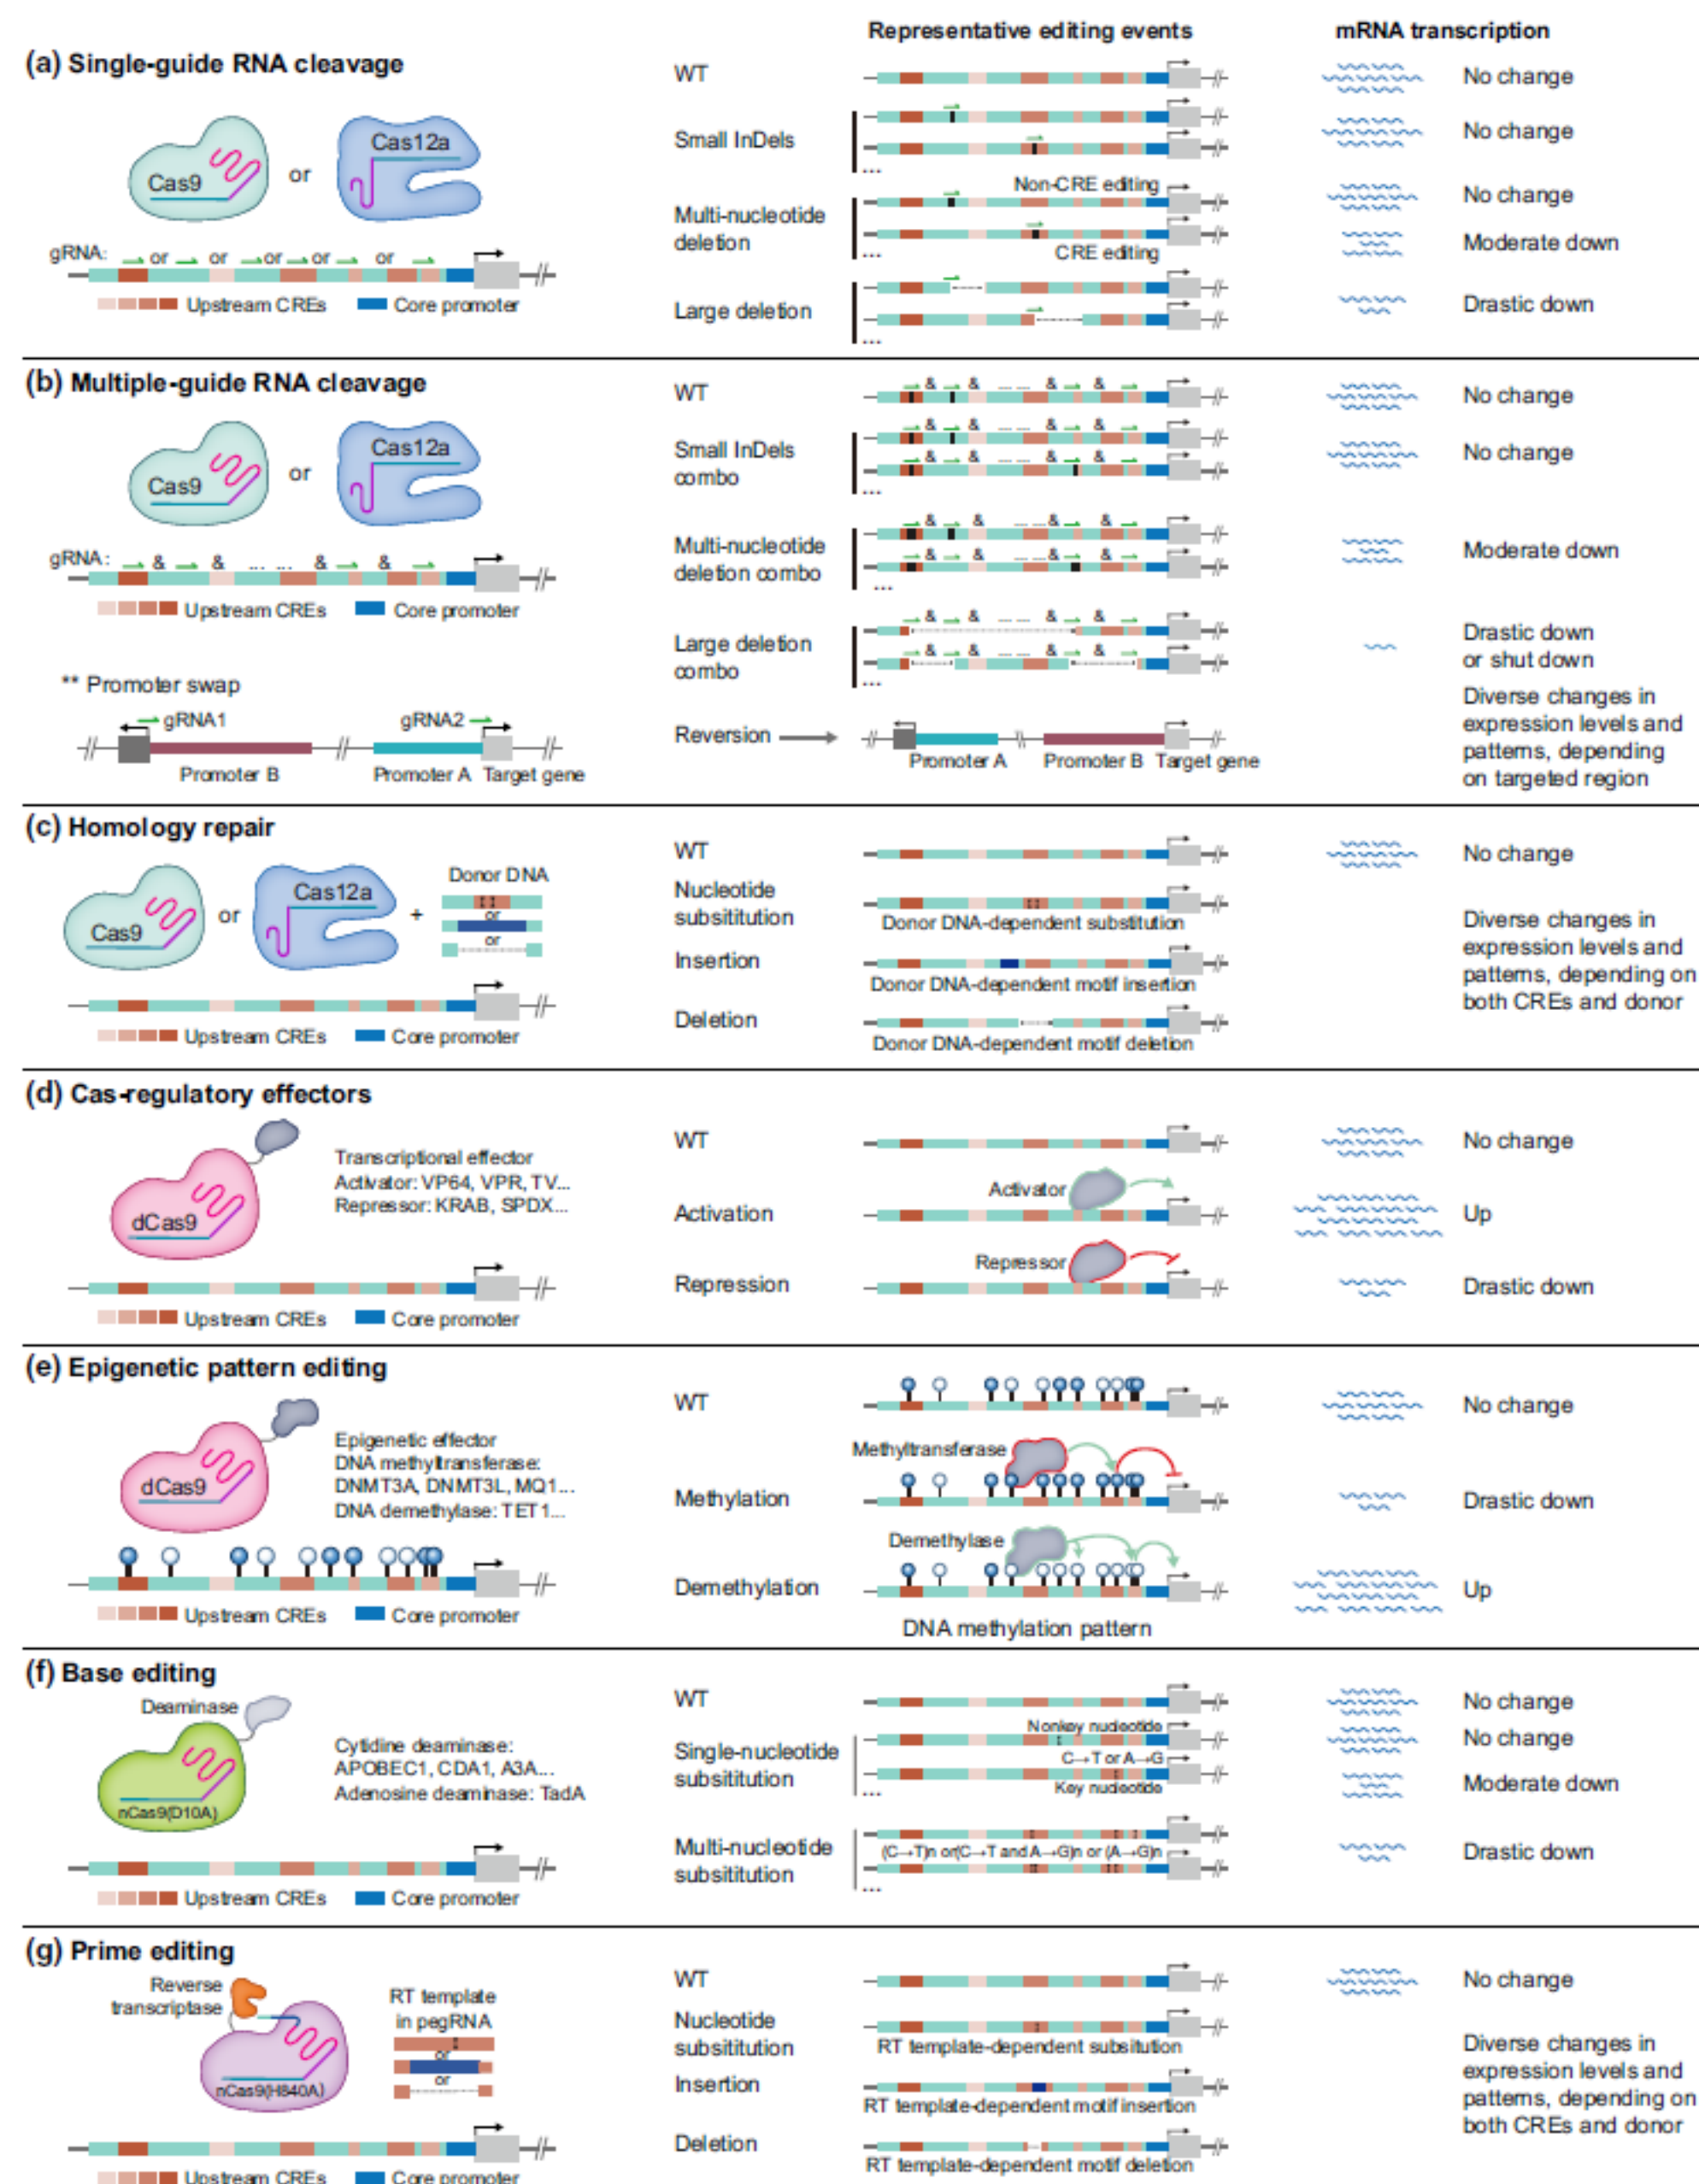 Representative editing events
mRNA transcription
(a) Single-guide RNA cleavage
Cas9
or
Cas12a
gRNA:
or
or
or
or
or
Upstream CREs
Core promoter
WT
No change
Small InDels
...
No change
Multi-nucleotide
deletion
Non-CRE editing
No change
CRE editing
...
Moderate down
Large deletion
...
Drastic down
(b) Multiple-guide RNA cleavage
Cas9
or
Cas12a
gRNA:
& & ... ... & &
Upstream CREs
Core promoter
WT
& & ... ... & &
No change
Small InDels
combo
& & ... ... & &
& & ... ... & &
...
No change
Multi-nucleotide
deletion combo
& & ... ... & &
& & ... ... & &
...
Moderate down
Large deletion
combo
& & ... ... & &
& & ... ... & &
...
Drastic down
or shut down
** Promoter swap
gRNA1
gRNA2
Promoter B
Promoter A
Target gene
Reversion
Promoter A
Promoter B
Target gene
Diverse changes in
expression levels and
patterns, depending
on targeted region
(c) Homology repair
Cas9
or
Cas12a
+
Donor DNA
or
or
Upstream CREs
Core promoter
WT
No change
Nucleotide
subsititution
Donor DNA-dependent substitution
Insertion
Donor DNA-dependent motif insertion
Deletion
Donor DNA-dependent motif deletion
Diverse changes in
expression levels and
patterns, depending on
both CREs and donor
(d) Cas-regulatory effectors
dCas9
Transcriptional effector
Activator: VP64, VPR, TV...
Repressor: KRAB, SPDX...
Upstream CREs
Core promoter
WT
No change
Activation
Activator
Up
Repression
Repressor
Drastic down
(e) Epigenetic pattern editing
dCas9
Epigenetic effector
DNA methyltransferase:
DNMT3A, DNMT3L, MQ1...
DNA demethylase: TET1...
Upstream CREs
Core promoter
WT
No change
Methylation
Methyltransferase
Drastic down
Demethylation
Demethylase
Up
DNA methylation pattern
(f) Base editing
Deaminase
nCas9(D10A)
Cytidine deaminase:
APOBEC1, CDA1, A3A...
Adenosine deaminase: TadA
Upstream CREs
Core promoter
WT
No change
Single-nucleotide
subsititution
Nonkey nucleotide
No change
C→T or A→G
Key nucleotide
...
Moderate down
Multi-nucleotide
subsititution
(C→T)n or(C→T and A→G)n or (A→G)n
...
Drastic down
(g) Prime editing
Reverse
transcriptase
nCas9(H840A)
RT template
in pegRNA
or
or
Upstream CREs
Core promoter
WT
No change
Nucleotide
subsititution
RT template-dependent subsitution
Insertion
RT template-dependent motif insertion
Deletion
RT template-dependent motif deletion
Diverse changes in
expression levels and
patterns, depending on
both CREs and donor